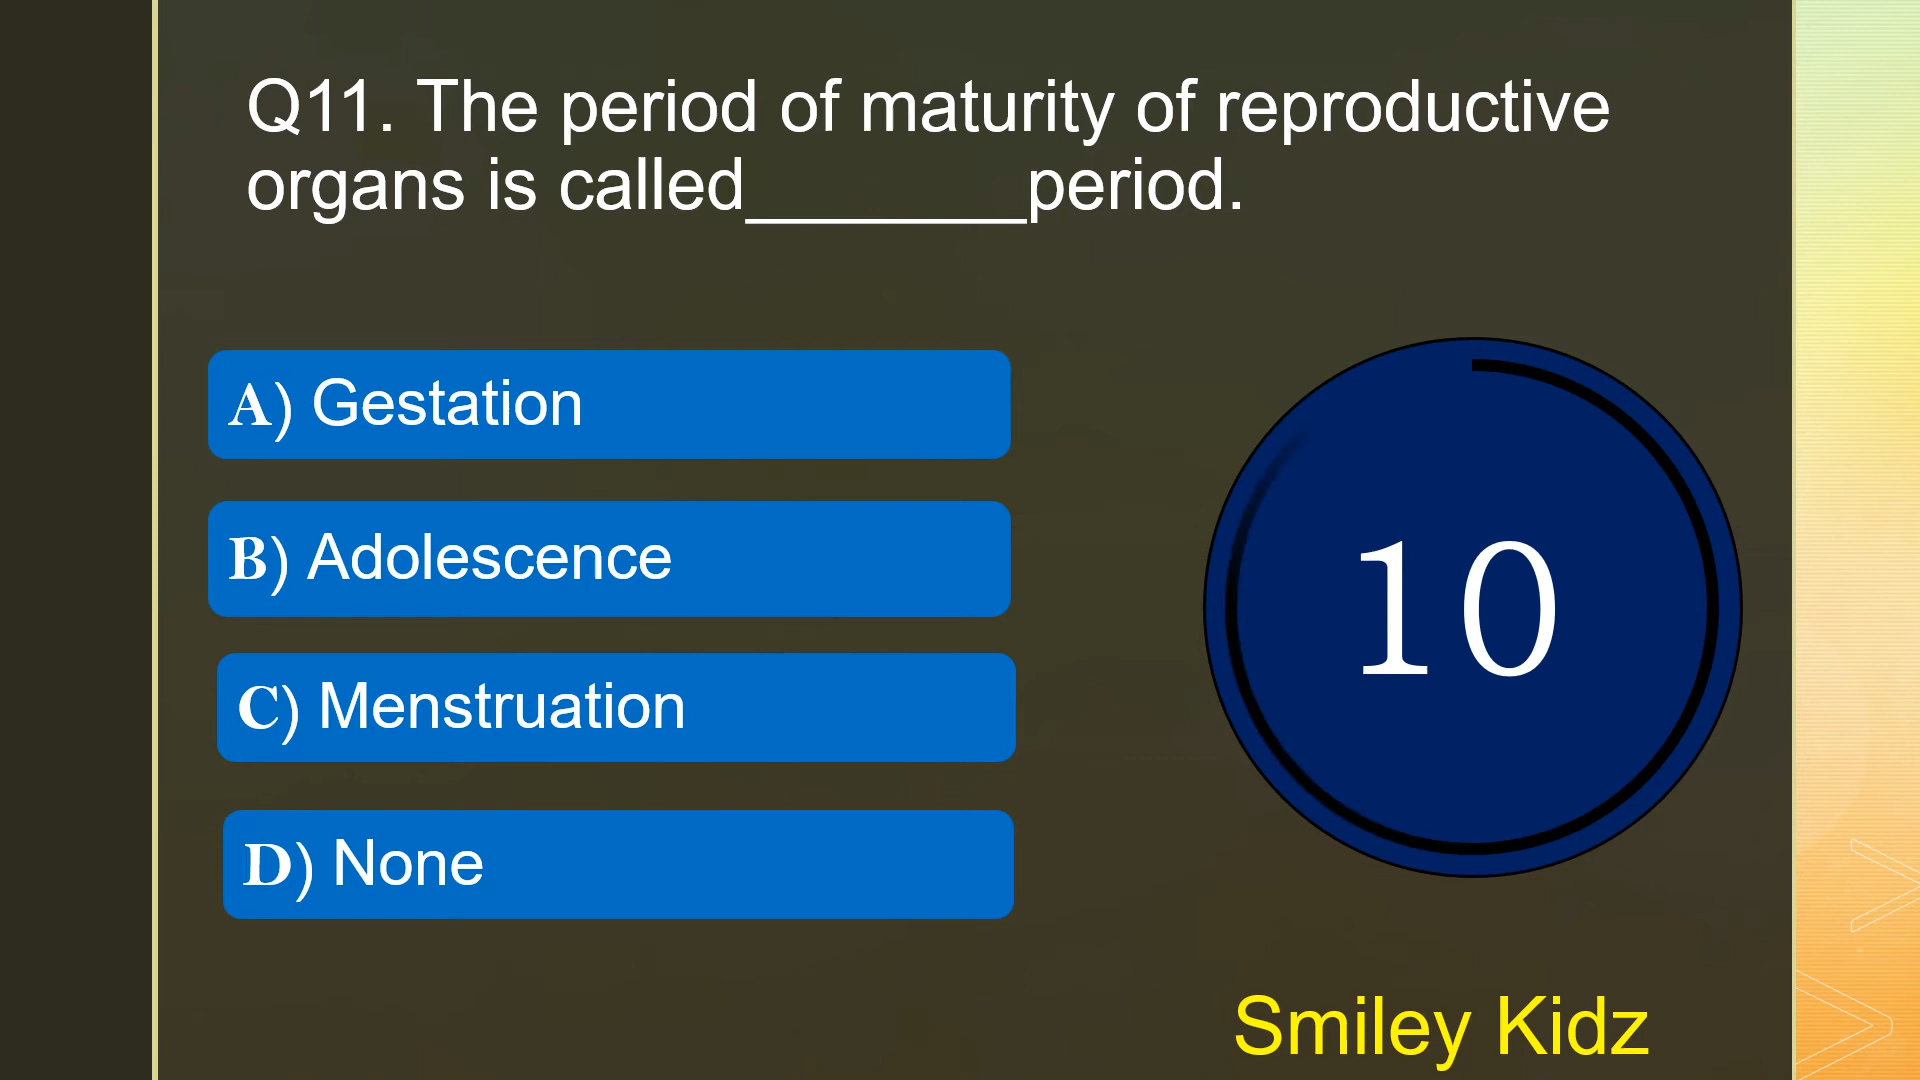 Q11. The period of maturity of reproductive
organs is called________period.
A) Gestation
B) Adolescence
C) Menstruation
D) None
10
Smiley Kidz